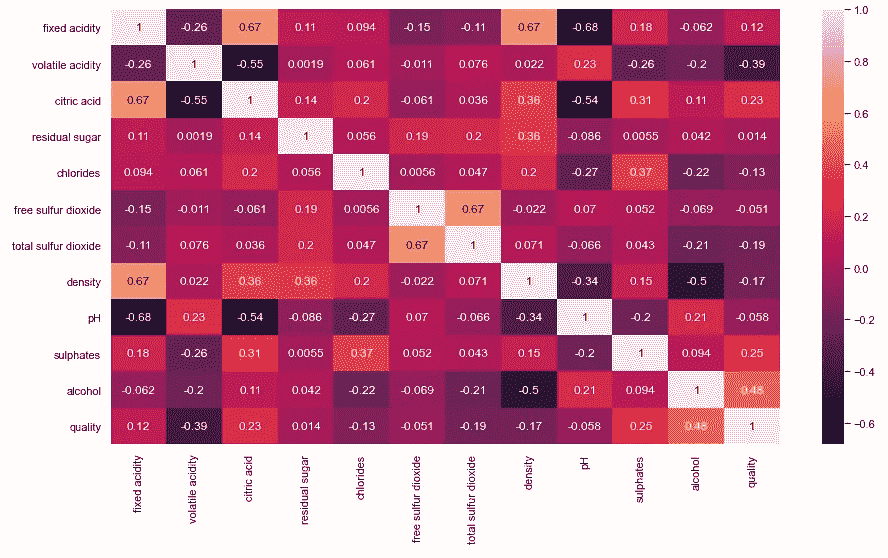 fixed acidity 1 -0.26 0.67 0.11 0.094 -0.15 -0.11 0.67 -0.68 0.18 -0.062 0.12
volatile acidity -0.26 1 -0.55 0.0019 0.061 -0.011 0.076 0.022 0.23 -0.26 -0.2 -0.39
citric acid 0.67 -0.55 1 0.14 0.2 -0.061 0.036 0.36 -0.54 0.31 0.11 0.23
residual sugar 0.11 0.0019 0.14 1 0.056 0.19 0.2 0.36 -0.086 0.0055 0.042 0.014
chlorides 0.094 0.061 0.2 0.056 1 0.0056 0.047 0.2 -0.27 0.37 -0.22 -0.13
free sulfur dioxide -0.15 -0.011 -0.061 0.19 0.0056 1 0.67 -0.022 0.07 0.052 -0.069 -0.051
total sulfur dioxide -0.11 0.076 0.036 0.2 0.047 0.67 1 0.071 -0.066 0.043 -0.21 -0.19
density 0.67 0.022 0.36 0.36 0.2 -0.022 0.071 1 -0.34 0.15 -0.5 -0.17
pH -0.68 0.23 -0.54 -0.086 -0.27 0.07 -0.066 -0.34 1 -0.2 0.21 -0.058
sulphates 0.18 -0.26 0.31 0.0055 0.37 0.052 0.043 0.15 -0.2 1 0.094 0.25
alcohol -0.062 -0.2 0.11 0.042 -0.22 -0.069 -0.21 -0.5 0.21 0.094 1 0.48
quality 0.12 -0.39 0.23 0.014 -0.13 -0.051 -0.19 -0.17 -0.058 0.25 0.48 1
fixed acidity
volatile acidity
citric acid
residual sugar
chlorides
free sulfur dioxide
total sulfur dioxide
density
pH
sulphates
alcohol
quality
1.0
0.8
0.6
0.4
0.2
0.0
-0.2
-0.4
-0.6